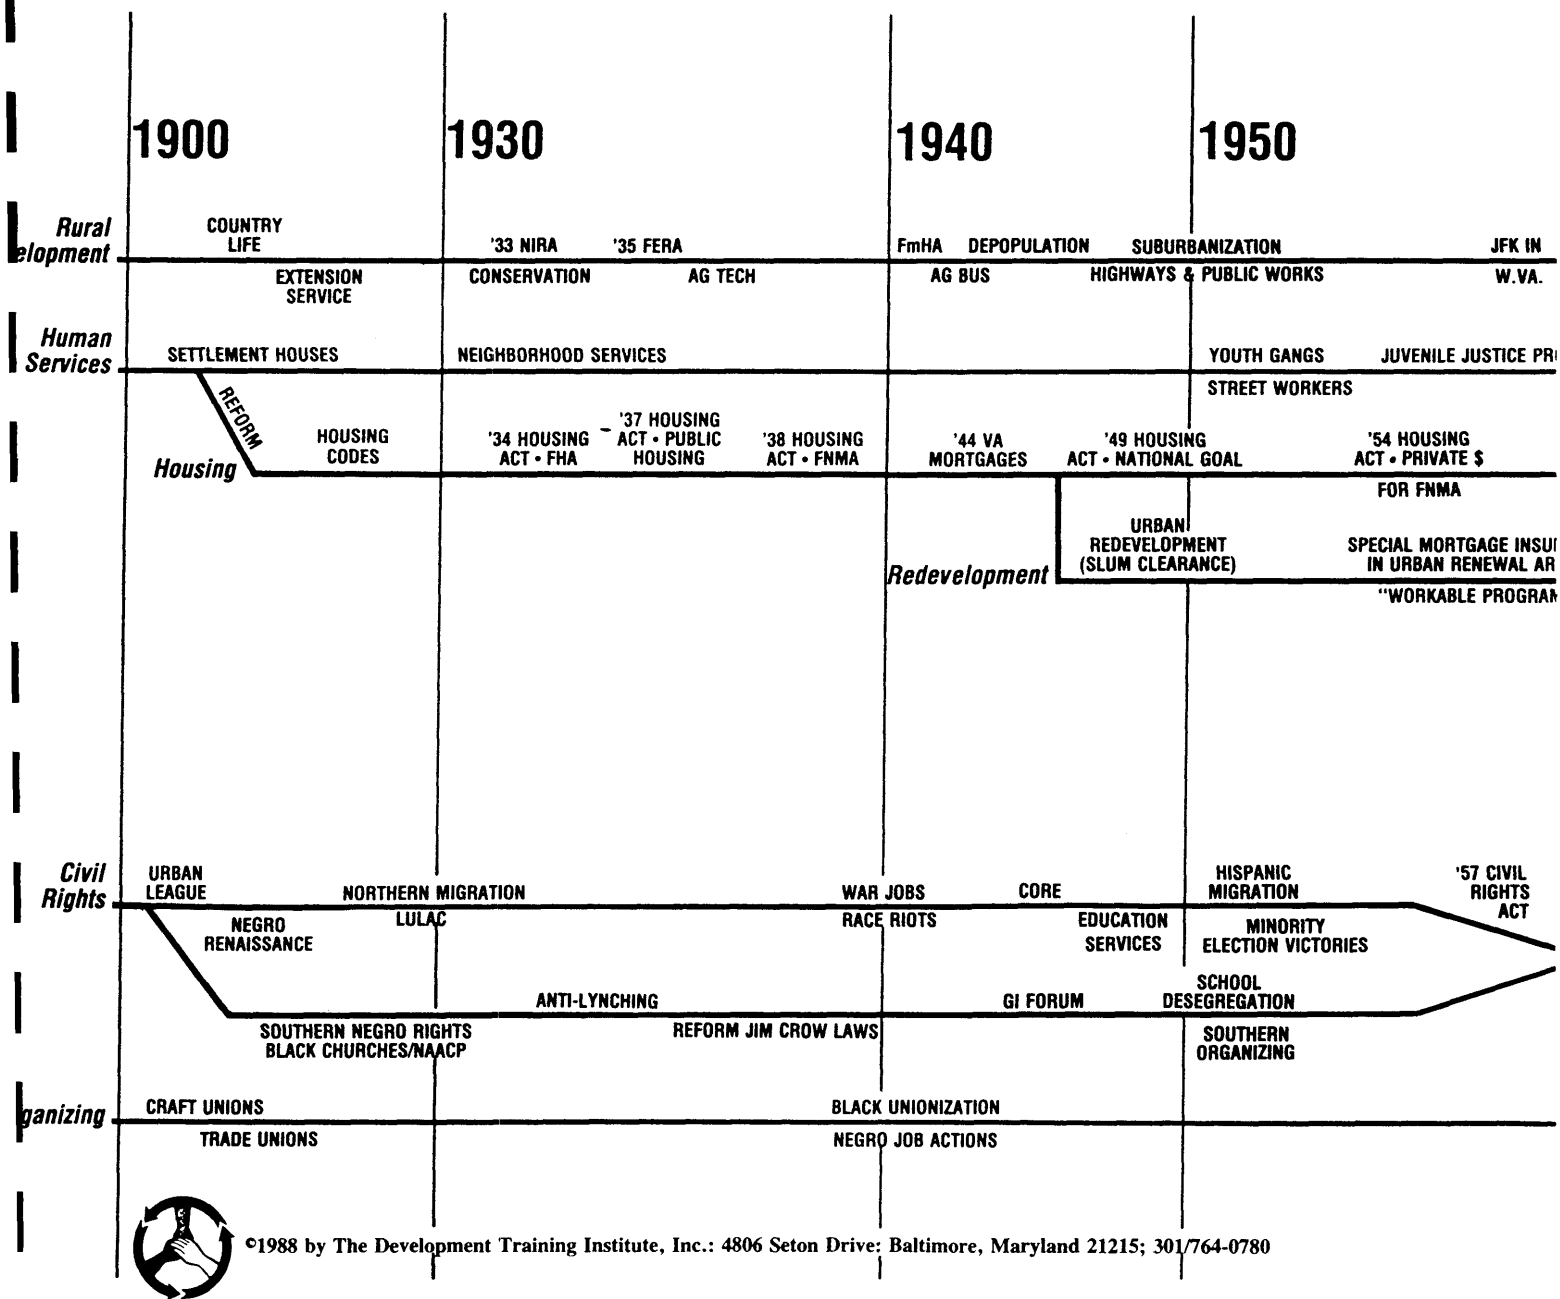 1900
1930
1940
1950
Rural
elopment
COUNTRY
LIFE
'33 NIRA
'35 FERA
FmHA
DEPOPULATION
SUBURBANIZATION
JFK IN
EXTENSION
SERVICE
CONSERVATION
AG TECH
AG BUS
HIGHWAYS & PUBLIC WORKS
W.VA.
Human
Services
SETTLEMENT HOUSES
NEIGHBORHOOD SERVICES
YOUTH GANGS
JUVENILE JUSTICE PR
STREET WORKERS
REFORM
Housing
HOUSING
CODES
'34 HOUSING
ACT • FHA
'37 HOUSING
ACT • PUBLIC
HOUSING
'38 HOUSING
ACT • FNMA
'44 VA
MORTGAGES
'49 HOUSING
ACT • NATIONAL GOAL
'54 HOUSING
ACT • PRIVATE $
FOR FNMA
Redevelopment
URBAN
REDEVELOPMENT
(SLUM CLEARANCE)
SPECIAL MORTGAGE INSU
IN URBAN RENEWAL AR
"WORKABLE PROGRAM
Civil
Rights
URBAN
LEAGUE
NORTHERN MIGRATION
WAR JOBS
CORE
HISPANIC
MIGRATION
'57 CIVIL
RIGHTS
ACT
NEGRO
RENAISSANCE
LULAC
RACE RIOTS
EDUCATION
SERVICES
MINORITY
ELECTION VICTORIES
ANTI-LYNCHING
GI FORUM
SCHOOL
DESEGREGATION
SOUTHERN NEGRO RIGHTS
BLACK CHURCHES/NAACP
REFORM JIM CROW LAWS
SOUTHERN
ORGANIZING
ganizing
CRAFT UNIONS
BLACK UNIONIZATION
TRADE UNIONS
NEGRO JOB ACTIONS
©1988 by The Development Training Institute, Inc.: 4806 Seton Drive: Baltimore, Maryland 21215; 301/764-0780